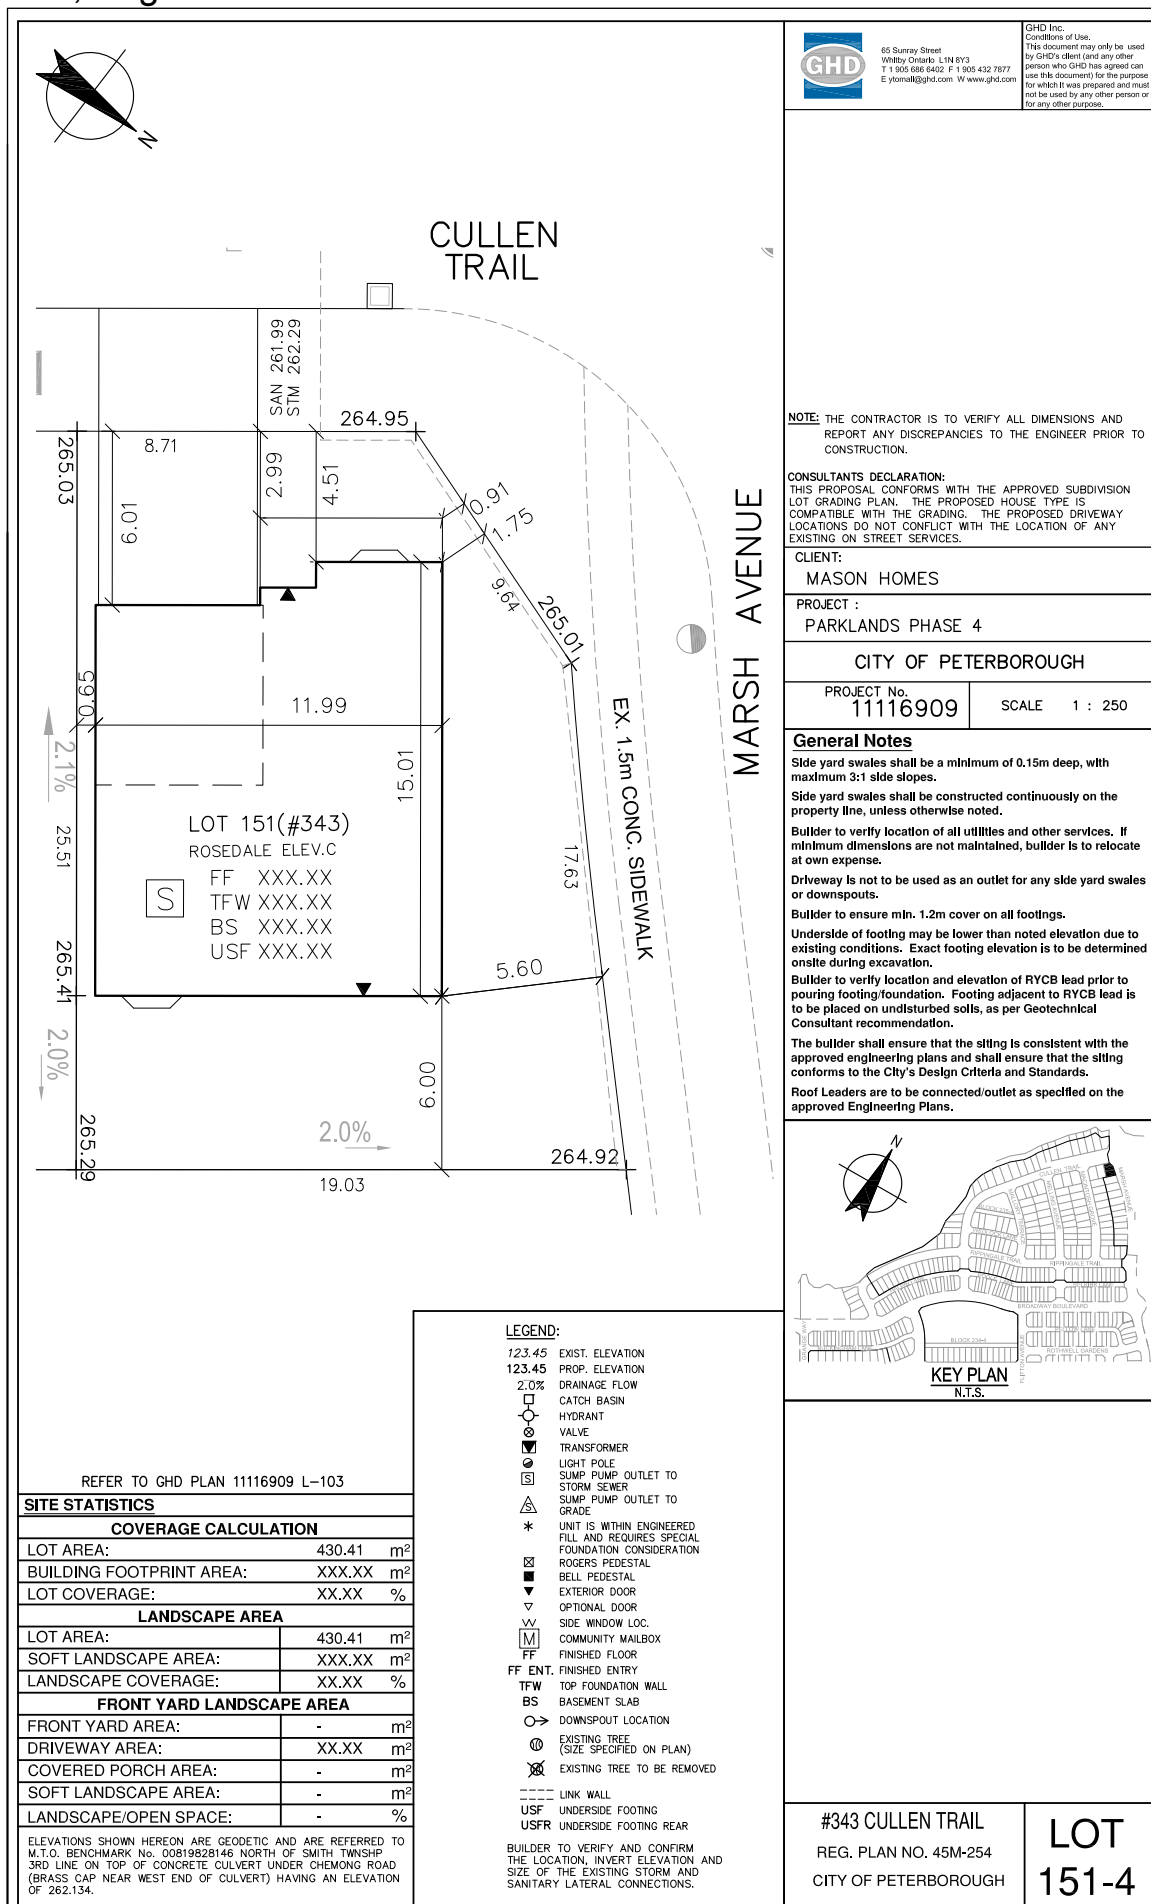 GHD
65 Sunray Street
Whitby Ontario L1N 8Y3
T 1 905 686 6402 F 1 905 432 7877
E ytomail@ghd.com W www.ghd.com
GHD Inc.
Conditions of Use.
This document may only be used
by GHD's client (and any other
person who GHD has agreed can
use this document) for the purpose
for which it was prepared and must
not be used by any other person or
for any other purpose.
N
CULLEN
TRAIL
SAN 261.99
STM 262.29
264.95
265.03
8.71
2.99
4.51
0.91
1.75
6.01
9.64
265.01
MARSH AVENUE
0.65
11.99
2.1%
15.01
EX. 1.5m CONC. SIDEWALK
25.51
17.63
LOT 151(#343)
ROSEDALE ELEV.C
S
FF XXX.XX
TFW XXX.XX
BS XXX.XX
USF XXX.XX
265.41
5.60
2.0%
6.00
265.29
2.0%
264.92
19.03
NOTE: THE CONTRACTOR IS TO VERIFY ALL DIMENSIONS AND
REPORT ANY DISCREPANCIES TO THE ENGINEER PRIOR TO
CONSTRUCTION.
CONSULTANTS DECLARATION:
THIS PROPOSAL CONFORMS WITH THE APPROVED SUBDIVISION
LOT GRADING PLAN. THE PROPOSED HOUSE TYPE IS
COMPATIBLE WITH THE GRADING. THE PROPOSED DRIVEWAY
LOCATIONS DO NOT CONFLICT WITH THE LOCATION OF ANY
EXISTING ON STREET SERVICES.
CLIENT:
MASON HOMES
PROJECT :
PARKLANDS PHASE 4
CITY OF PETERBOROUGH
PROJECT No.
11116909
SCALE 1 : 250
General Notes
Side yard swales shall be a minimum of 0.15m deep, with
maximum 3:1 side slopes.
Side yard swales shall be constructed continuously on the
property line, unless otherwise noted.
Builder to verify location of all utilities and other services. If
minimum dimensions are not maintained, builder is to relocate
at own expense.
Driveway is not to be used as an outlet for any side yard swales
or downspouts.
Builder to ensure min. 1.2m cover on all footings.
Underside of footing may be lower than noted elevation due to
existing conditions. Exact footing elevation is to be determined
onsite during excavation.
Builder to verify location and elevation of RYCB lead prior to
pouring footing/foundation. Footing adjacent to RYCB lead is
to be placed on undisturbed soils, as per Geotechnical
Consultant recommendation.
The builder shall ensure that the siting is consistent with the
approved engineering plans and shall ensure that the siting
conforms to the City's Design Criteria and Standards.
Roof Leaders are to be connected/outlet as specified on the
approved Engineering Plans.
N
CULLEN TRAIL
MARSH AVENUE
RIPPINGALE TRAIL
RIPPINGALE TRAIL
BROADWAY BOULEVARD
ROTHWELL GARDENS
KEY PLAN
N.T.S.
REFER TO GHD PLAN 11116909 L-103
SITE STATISTICS
COVERAGE CALCULATION
LOT AREA: 430.41 m²
BUILDING FOOTPRINT AREA: XXX.XX m²
LOT COVERAGE: XX.XX %
LANDSCAPE AREA
LOT AREA: 430.41 m²
SOFT LANDSCAPE AREA: XXX.XX m²
LANDSCAPE COVERAGE: XX.XX %
FRONT YARD LANDSCAPE AREA
FRONT YARD AREA: - m²
DRIVEWAY AREA: XX.XX m²
COVERED PORCH AREA: - m²
SOFT LANDSCAPE AREA: - m²
LANDSCAPE/OPEN SPACE: - %
ELEVATIONS SHOWN HEREON ARE GEODETIC AND ARE REFERRED TO
M.T.O. BENCHMARK No. 00819828146 NORTH OF SMITH TWNSHP
3RD LINE ON TOP OF CONCRETE CULVERT UNDER CHEMONG ROAD
(BRASS CAP NEAR WEST END OF CULVERT) HAVING AN ELEVATION
OF 262.134.
LEGEND:
123.45 EXIST. ELEVATION
123.45 PROP. ELEVATION
2.0% DRAINAGE FLOW
CATCH BASIN
HYDRANT
VALVE
TRANSFORMER
LIGHT POLE
S SUMP PUMP OUTLET TO
STORM SEWER
S SUMP PUMP OUTLET TO
GRADE
* UNIT IS WITHIN ENGINEERED
FILL AND REQUIRES SPECIAL
FOUNDATION CONSIDERATION
ROGERS PEDESTAL
BELL PEDESTAL
EXTERIOR DOOR
OPTIONAL DOOR
SIDE WINDOW LOC.
M COMMUNITY MAILBOX
FF FINISHED FLOOR
FF ENT. FINISHED ENTRY
TFW TOP FOUNDATION WALL
BS BASEMENT SLAB
DOWNSPOUT LOCATION
EXISTING TREE
(SIZE SPECIFIED ON PLAN)
EXISTING TREE TO BE REMOVED
LINK WALL
USF UNDERSIDE FOOTING
USFR UNDERSIDE FOOTING REAR
BUILDER TO VERIFY AND CONFIRM
THE LOCATION, INVERT ELEVATION AND
SIZE OF THE EXISTING STORM AND
SANITARY LATERAL CONNECTIONS.
#343 CULLEN TRAIL
REG. PLAN NO. 45M-254
CITY OF PETERBOROUGH
LOT
151-4